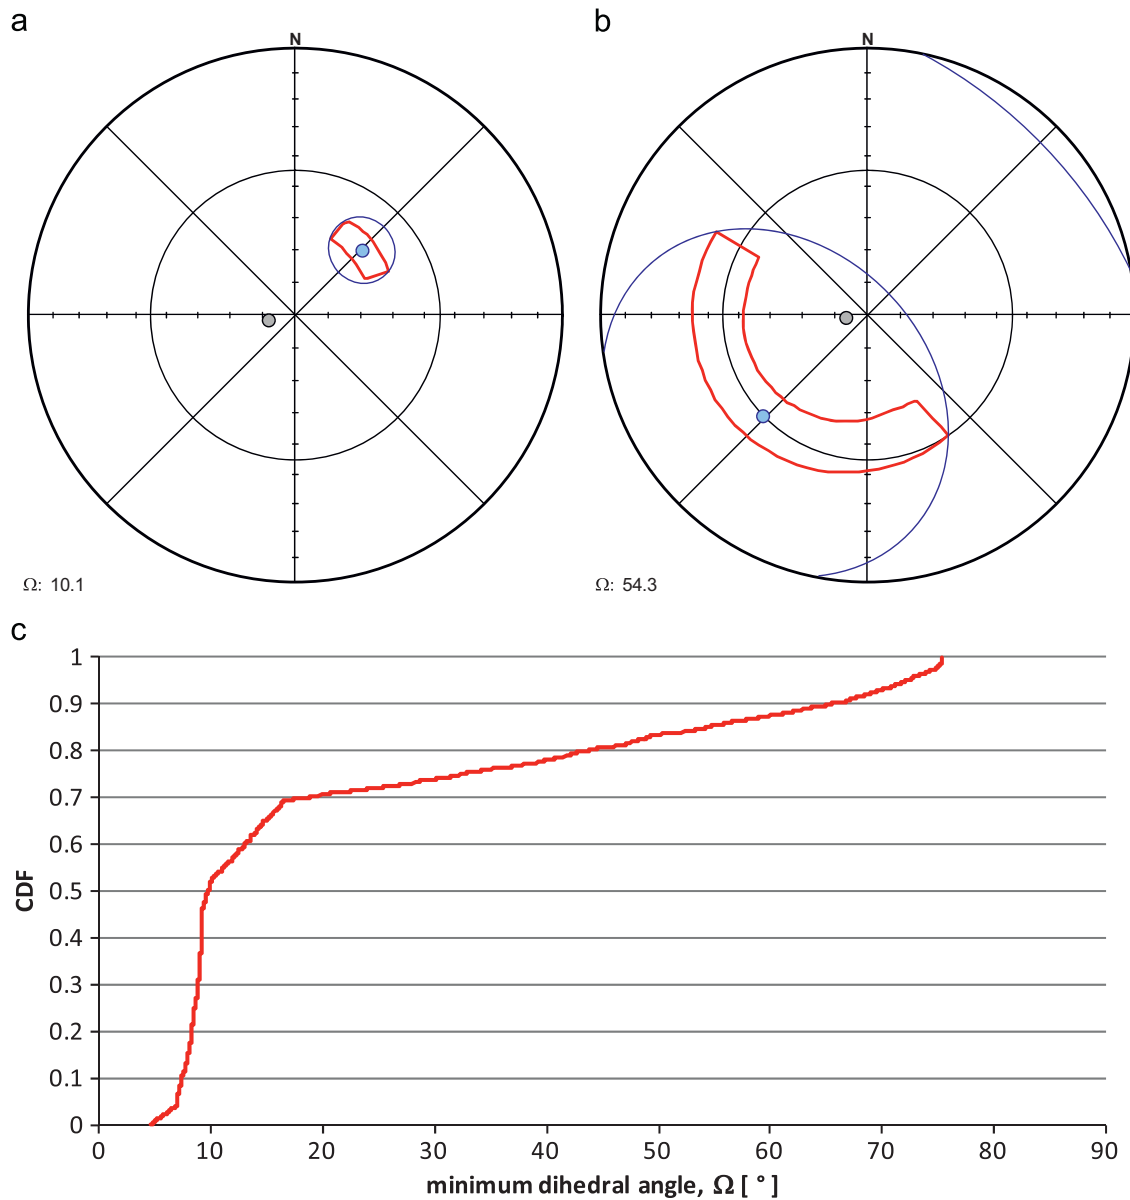 a
b
N
N
Ω: 10.1
Ω: 54.3
c
1
0.9
0.8
0.7
0.6
0.5
0.4
0.3
0.2
0.1
0
CDF
0 10 20 30 40 50 60 70 80 90
minimum dihedral angle, Ω [ ° ]